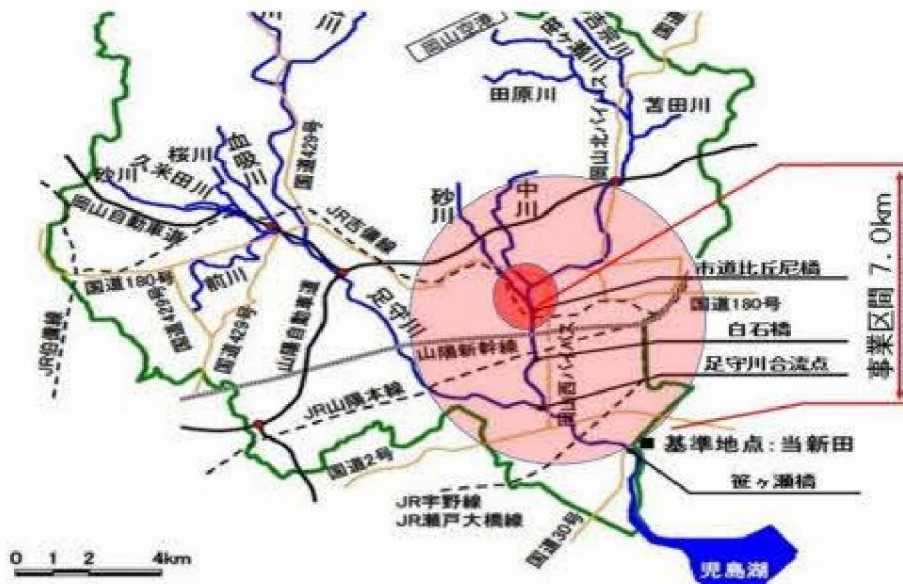 岡山空港
笹ヶ瀬川
吉宗川
国道
田原川
苫田川
岡山北バイパス
国道429号
桜川
久米田川
砂川
岡山自動車道
JR吉備線
砂川
中川
事業区間 7.0km
市道比丘尼橋
国道180号
前川
国道180号
国道429号
国道429号
JR伯備線
山陽自動車道
足守川
白石橋
山陽新幹線
岡山西バイパス
足守川合流点
JR山陽本線
基準地点:当新田
国道2号
笹ヶ瀬橋
JR宇野線
JR瀬戸大橋線
国道30号
児島湖
0 1 2 4km